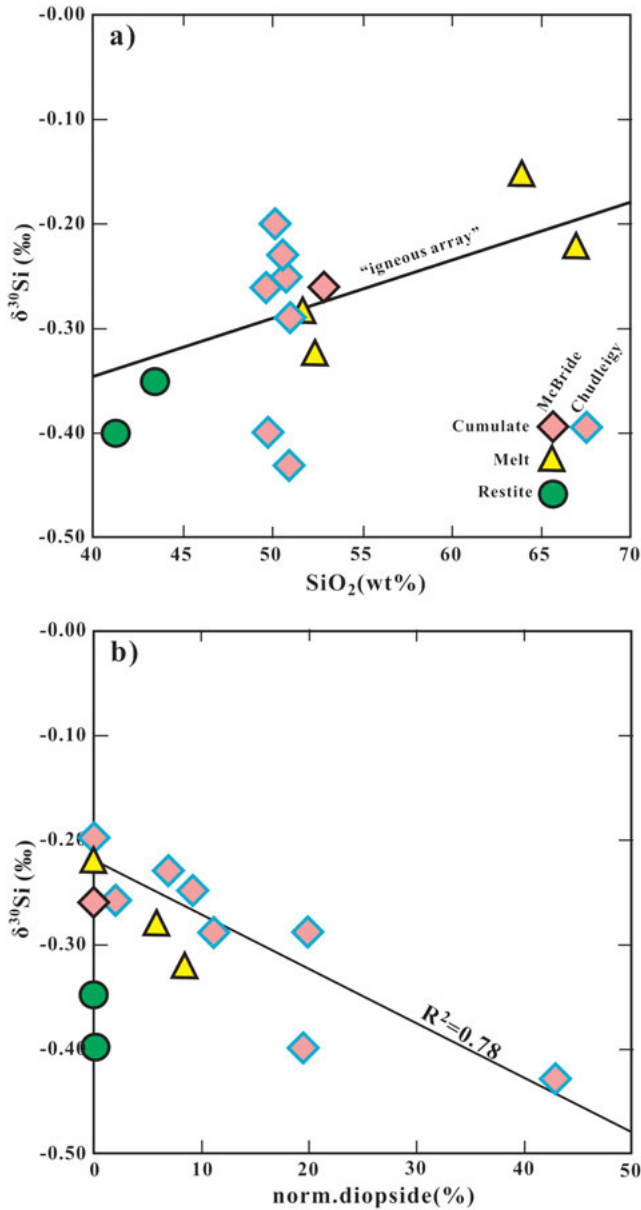 -0.00
a)
-0.10
-0.20
-0.30
-0.40
-0.50
δ³⁰Si (‰)
"igneous array"
McBride
Chudleigy
Cumulate
Melt
Restite
40 45 50 55 60 65 70
SiO₂(wt%)
-0.00
b)
-0.10
-0.20
-0.30
-0.40
-0.50
δ³⁰Si (‰)
R²=0.78
0 10 20 30 40 50
norm.diopside(%)